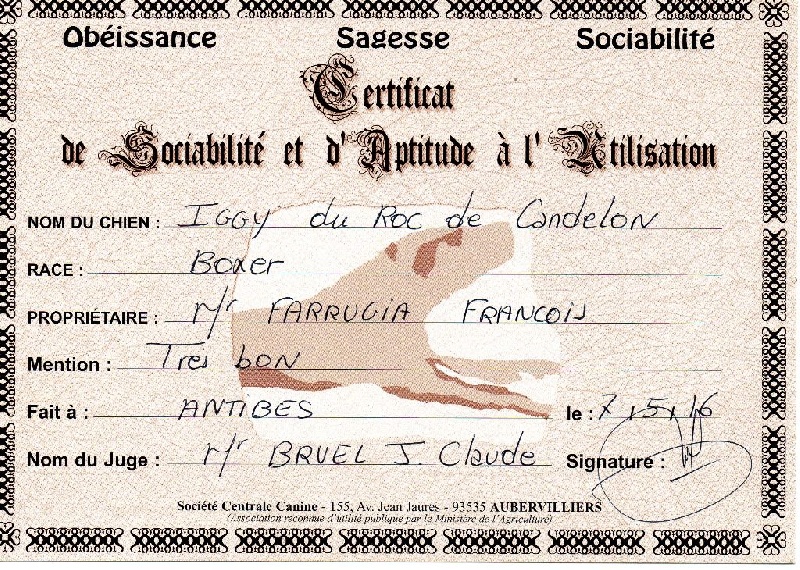 Obéissance Sagesse Sociabilité
Certificat
de Sociabilité et d'Aptitude à l'Utilisation
NOM DU CHIEN : IGGY du ROC de Candelon
RACE : Boxer
PROPRIÉTAIRE : Mr FARRUGIA FRANCOIS
Mention : Tres bon
Fait à : ANTIBES le : 7.5.16
Nom du Juge : Mr BRUEL J. Claude Signature :
Société Centrale Canine - 155, Av. Jean Jaures - 93535 AUBERVILLIERS
(Association reconnue d'utilité publique par le Ministère de l'Agriculture)